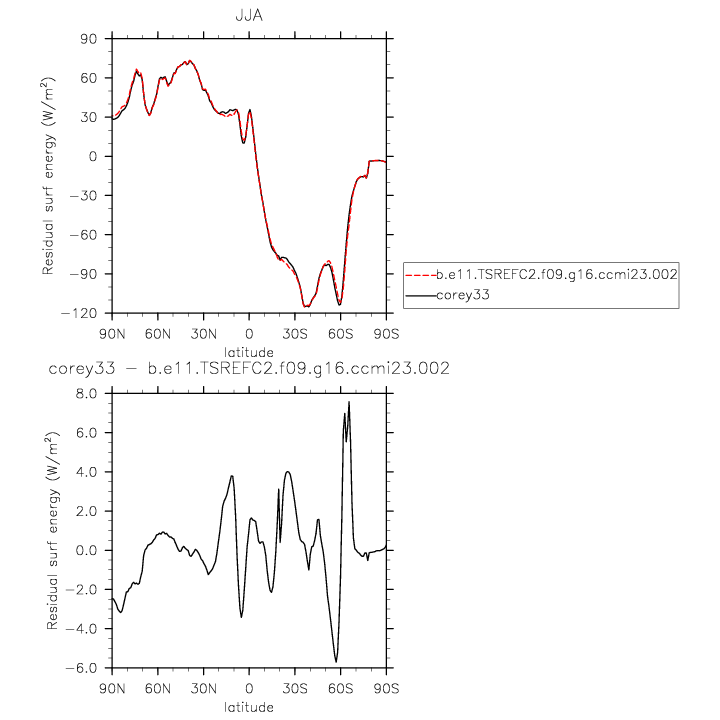 JJA
Residual surf energy (W/m²)
90
60
30
0
−30
−60
−90
−120
90N 60N 30N 0 30S 60S 90S
latitude
b.e11.TSREFC2.f09.g16.ccmi23.002
corey33
corey33 − b.e11.TSREFC2.f09.g16.ccmi23.002
Residual surf energy (W/m²)
8.0
6.0
4.0
2.0
0.0
−2.0
−4.0
−6.0
90N 60N 30N 0 30S 60S 90S
latitude